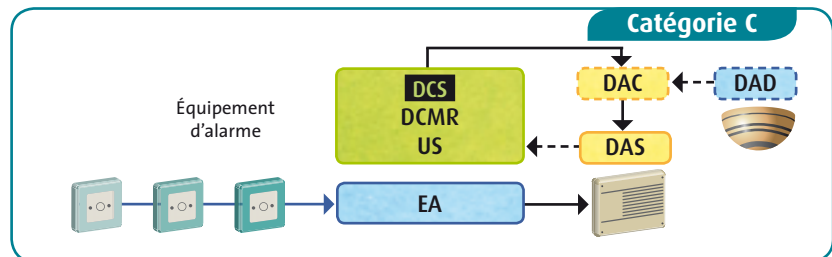 Catégorie C
DCS
DCMR
US
DAC
DAD
DAS
Équipement
d'alarme
EA